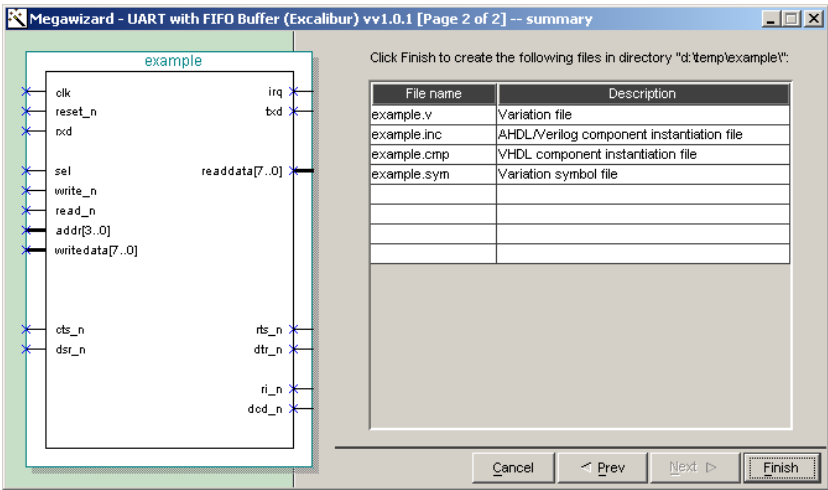 Megawizard - UART with FIFO Buffer (Excalibur) vv1.0.1 [Page 2 of 2] -- summary
example
clk irq
reset_n txd
rxd
sel readdata[7..0]
write_n
read_n
addr[3..0]
writedata[7..0]
cts_n rts_n
dsr_n dtr_n
ri_n
dcd_n
Click Finish to create the following files in directory "d:\temp\example\":
File name Description
example.v Variation file
example.inc AHDL/Verilog component instantiation file
example.cmp VHDL component instantiation file
example.sym Variation symbol file
Cancel Prev Next Finish